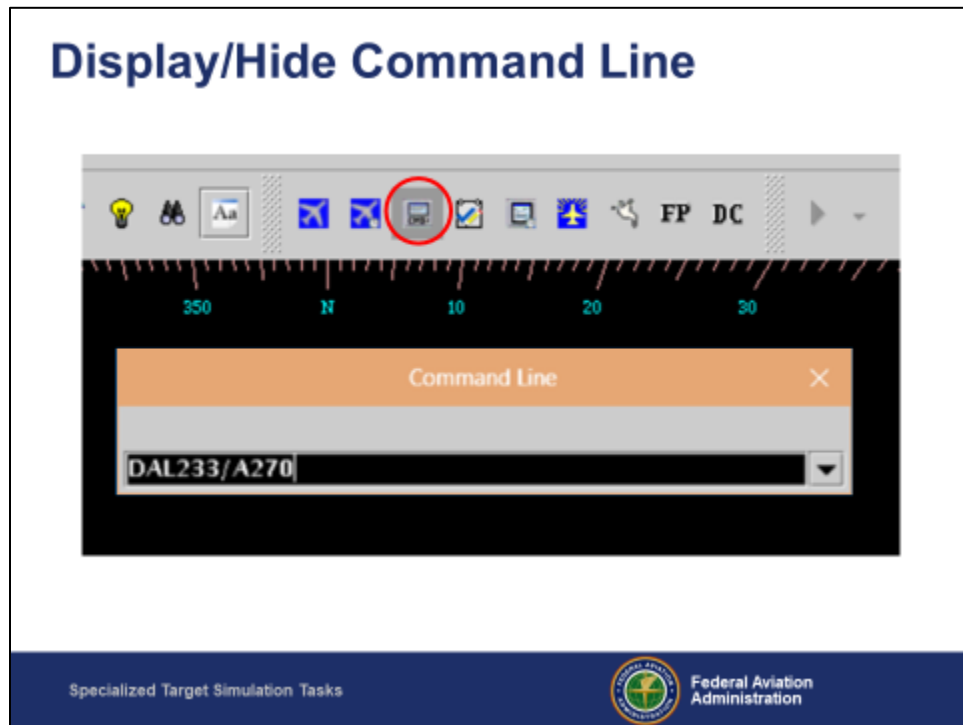 Display/Hide Command Line
Aa FP DC
350 N 10 20 30
Command Line
DAL233/A270
Specialized Target Simulation Tasks
Federal Aviation
Administration